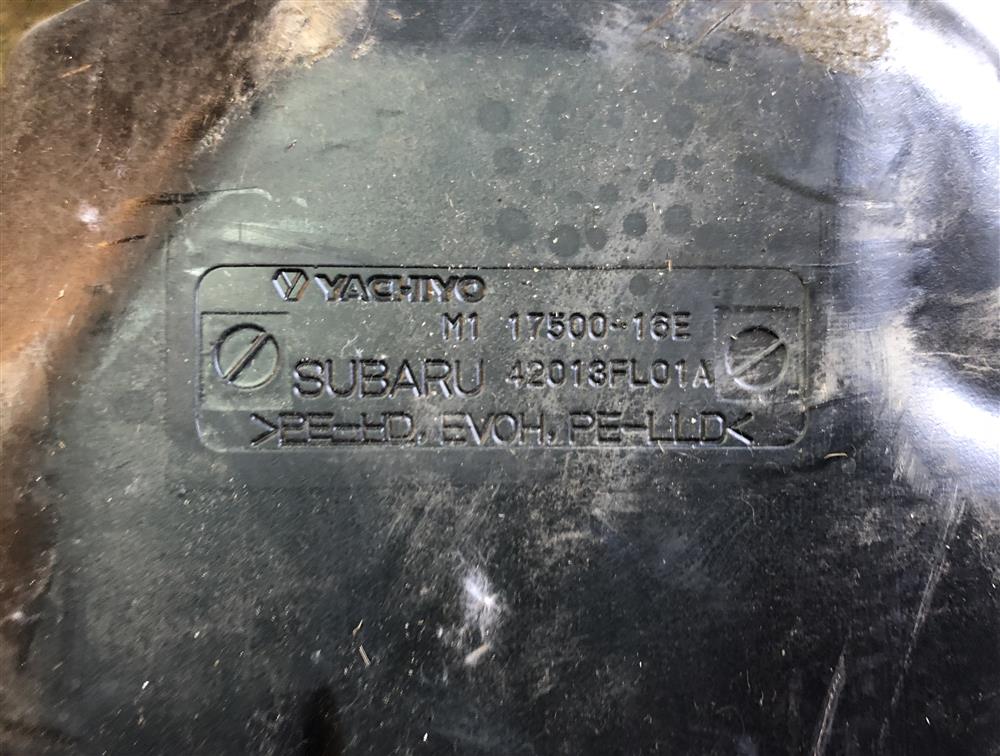 YACHIYO
M1 17500-16E
SUBARU 42013FL01A
>PE-HD, EVOH, PE-LLD<